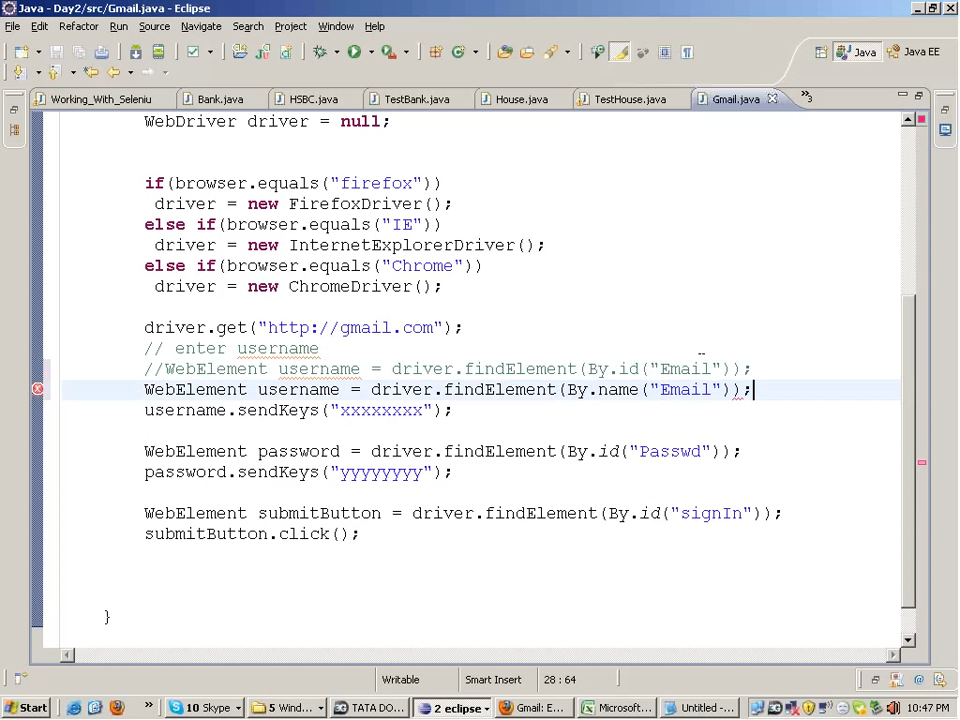 Java - Day2/src/Gmail.java - Eclipse
File Edit Refactor Run Source Navigate Search Project Window Help
Java Java EE
Working_With_Seleniu Bank.java HSBC.java TestBank.java House.java TestHouse.java Gmail.java »3
WebDriver driver = null;
if(browser.equals("firefox"))
driver = new FirefoxDriver();
else if(browser.equals("IE"))
driver = new InternetExplorerDriver();
else if(browser.equals("Chrome"))
driver = new ChromeDriver();
driver.get("http://gmail.com");
// enter username
//WebElement username = driver.findElement(By.id("Email"));
WebElement username = driver.findElement(By.name("Email"));
username.sendKeys("xxxxxxxx");
WebElement password = driver.findElement(By.id("Passwd"));
password.sendKeys("yyyyyyyy");
WebElement submitButton = driver.findElement(By.id("signIn"));
submitButton.click();
}
Writable Smart Insert 28 : 64
Start » 10 Skype 5 Wind... TATA DO... 2 eclipse Gmail: E... Microsof... Untitled -... 10:47 PM